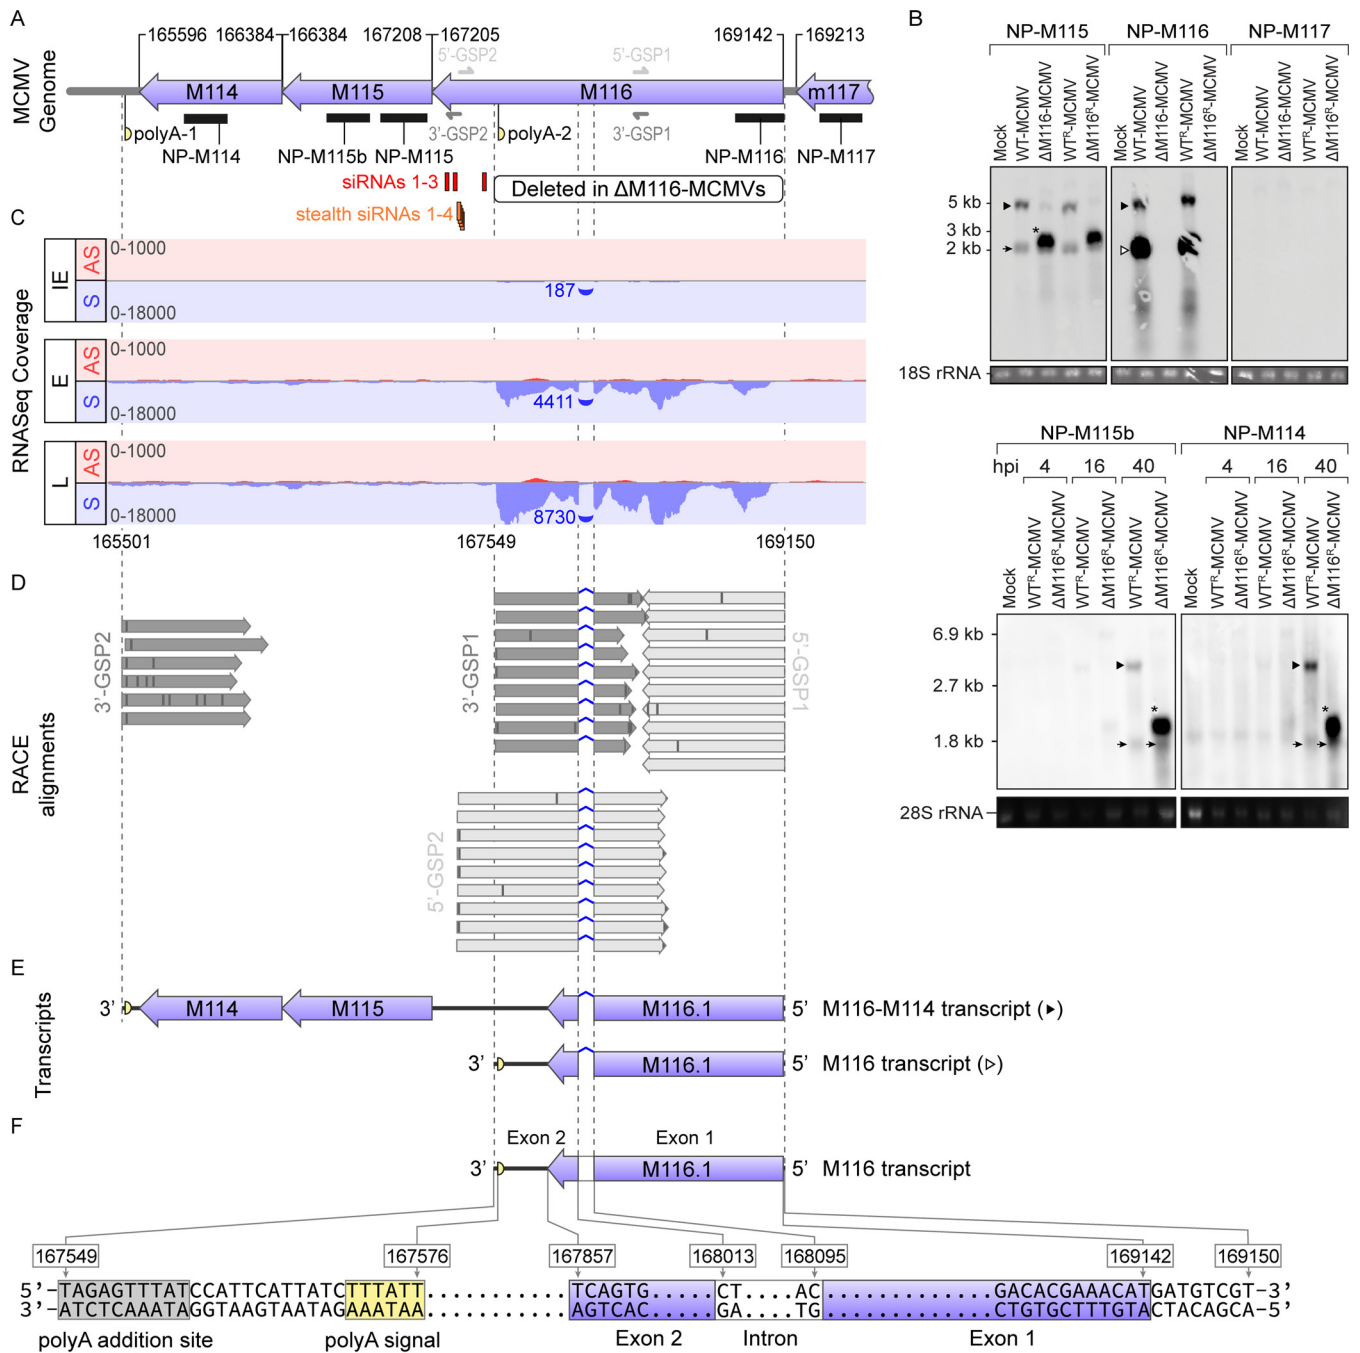 A
MCMV Genome
165596 166384 166384 167208 167205 169142 169213
5'-GSP2 5'-GSP1
M114 M115 M116 m117
polyA-1 3'-GSP2 polyA-2 3'-GSP1
NP-M114 NP-M115b NP-M115 NP-M116 NP-M117
siRNAs 1-3
Deleted in ΔM116-MCMVs
stealth siRNAs 1-4
B
NP-M115 NP-M116 NP-M117
Mock WT-MCMV ΔM116-MCMV WTR-MCMV ΔM116R-MCMV
Mock WT-MCMV ΔM116-MCMV WTR-MCMV ΔM116R-MCMV
Mock WT-MCMV ΔM116-MCMV WTR-MCMV ΔM116R-MCMV
5 kb
3 kb
*
2 kb
18S rRNA
NP-M115b NP-M114
hpi 4 16 40 4 16 40
Mock WTR-MCMV ΔM116R-MCMV WTR-MCMV ΔM116R-MCMV WTR-MCMV ΔM116R-MCMV
Mock WTR-MCMV ΔM116R-MCMV WTR-MCMV ΔM116R-MCMV WTR-MCMV ΔM116R-MCMV
6.9 kb
2.7 kb
* *
1.8 kb
28S rRNA
C
RNASeq Coverage
IE AS 0-1000
S 0-18000 187
E AS 0-1000
S 0-18000 4411
L AS 0-1000
S 0-18000 8730
165501 167549 169150
D
RACE alignments
3'-GSP2 3'-GSP1 5'-GSP1
5'-GSP2
E
Transcripts
3' M114 M115 M116.1 5' M116-M114 transcript (▶)
3' M116.1 5' M116 transcript (▷)
F
Exon 2 Exon 1
3' M116.1 5' M116 transcript
167549 167576 167857 168013 168095 169142 169150
5'-TAGAGTTTATCCATTCATTATCTTTATT...........TCAGTG.....CT....AC.............GACACGAAACATGATGTCGT-3'
3'-ATCTCAAATAGGTAAGTAATAGAAATAA...........AGTCAC.....GA....TG.............CTGTGCTTTGTACTACAGCA-5'
polyA addition site polyA signal Exon 2 Intron Exon 1